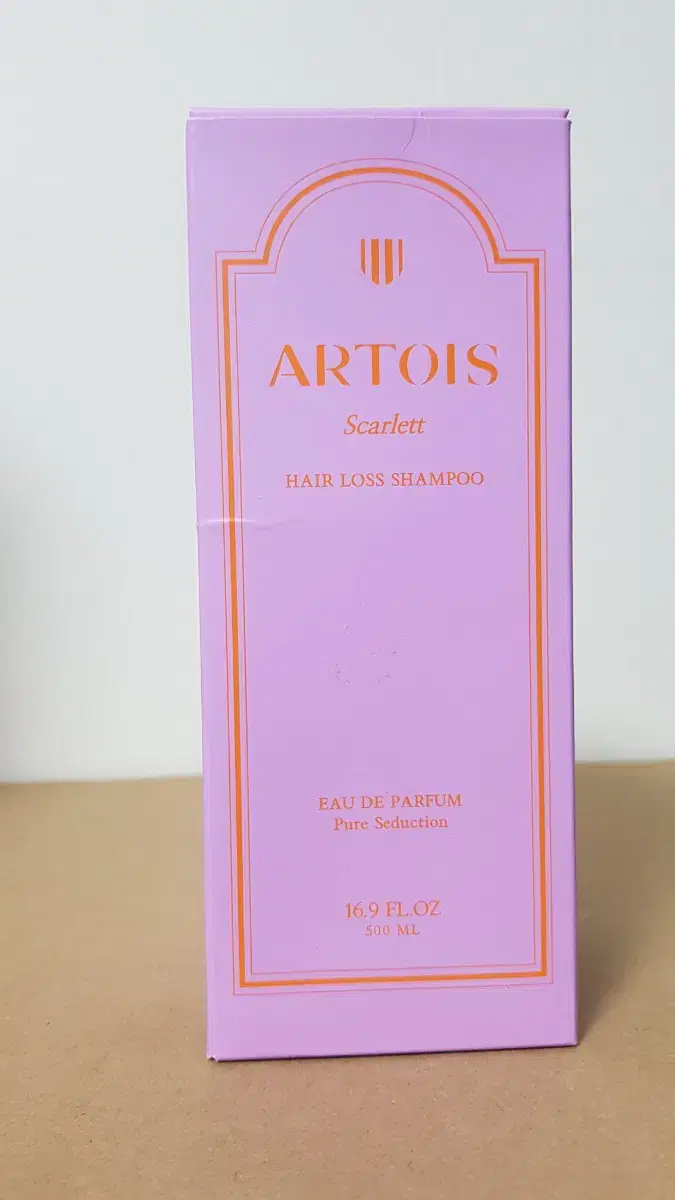 ARTOIS
Scarlett
HAIR LOSS SHAMPOO
EAU DE PARFUM
Pure Seduction
16.9 FL.OZ
500 ML